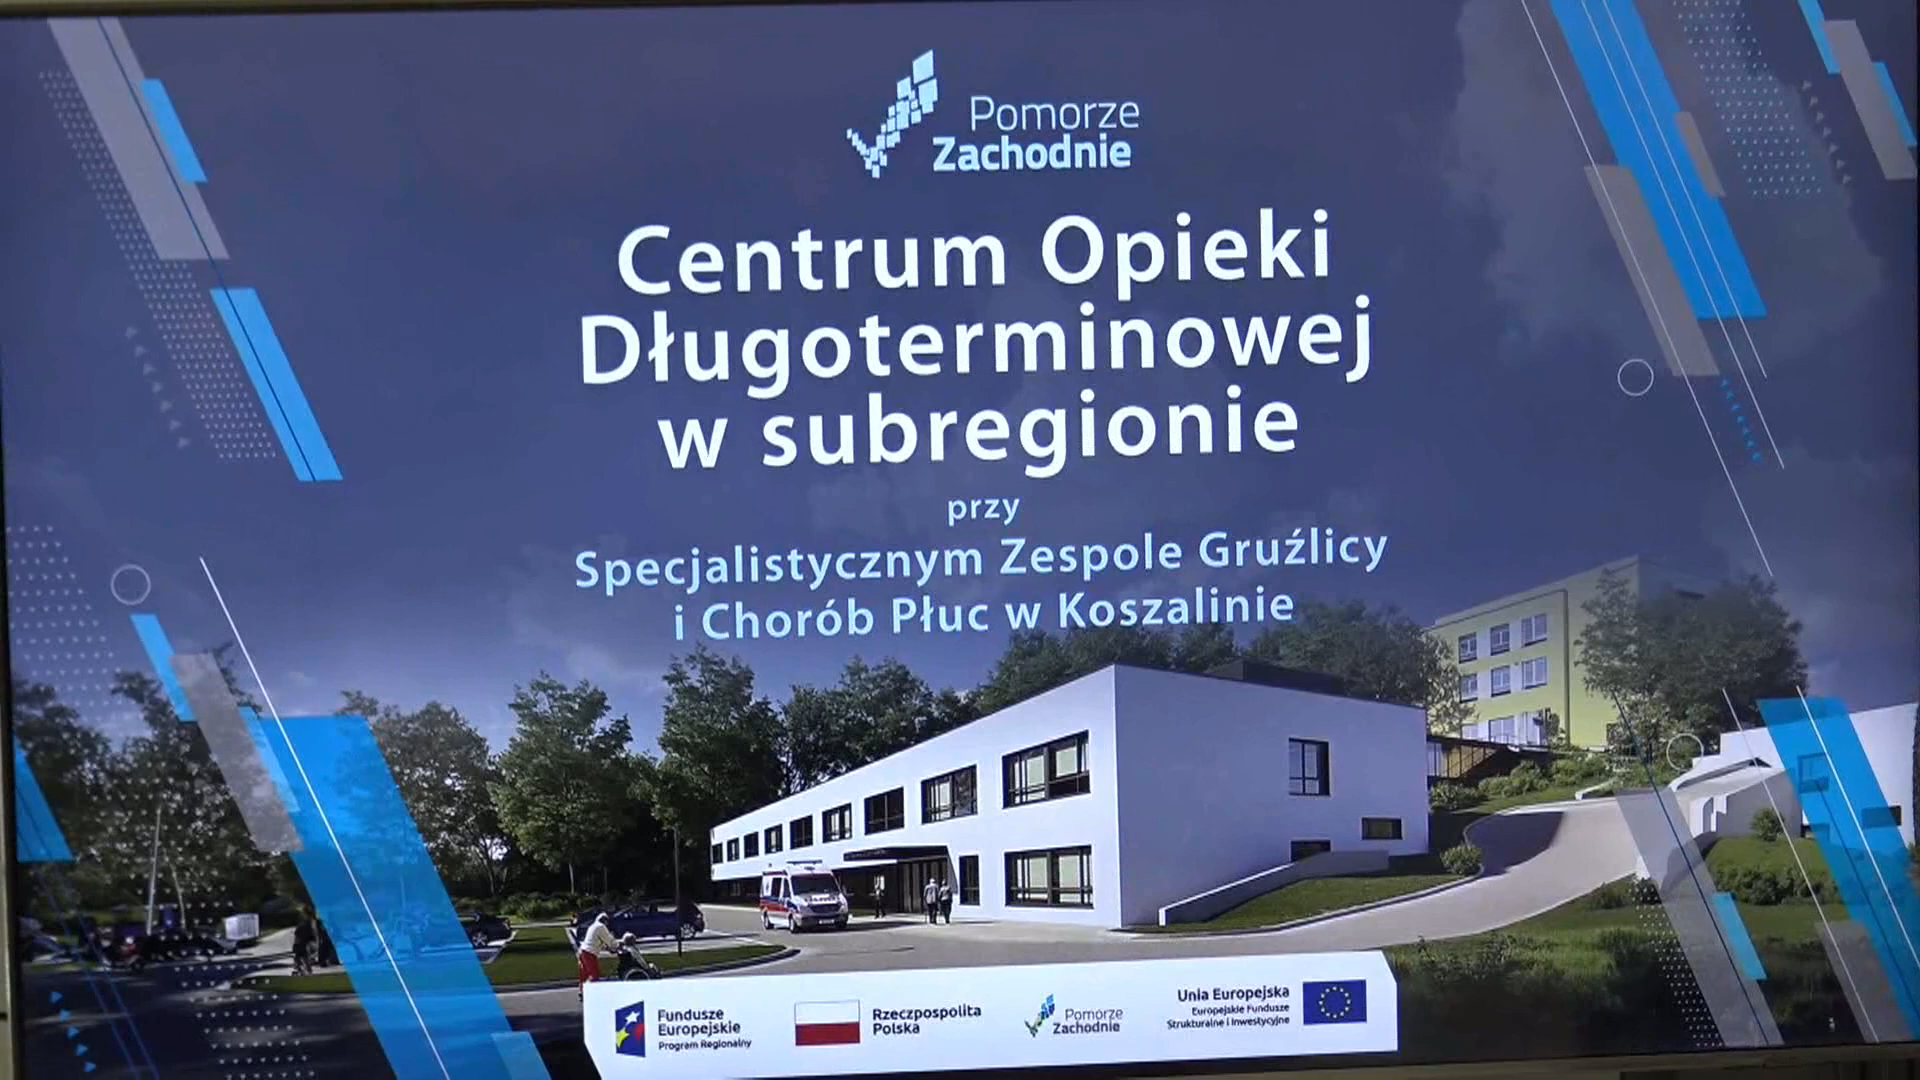 Pomorze
Zachodnie
Centrum Opieki
Długoterminowej
w subregionie
przy
Specjalistycznym Zespole Gruźlicy
i Chorób Płuc w Koszalinie
Fundusze
Europejskie
Program Regionalny
Rzeczpospolita
Polska
Pomorze
Zachodnie
Unia Europejska
Europejskie Fundusze
Strukturalne i Inwestycyjne